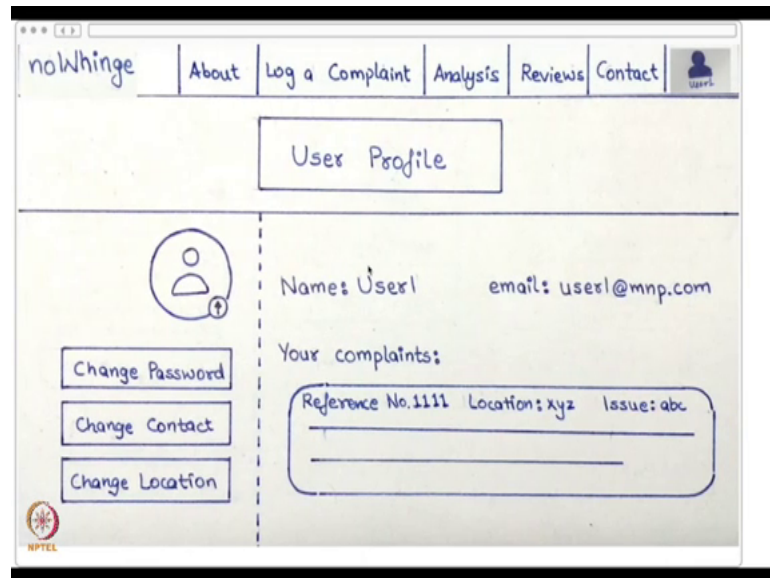 noWhinge About Log a Complaint Analysis Reviews Contact User1
User Profile
Name: User1 email: user1@mnp.com
Your complaints:
Change Password
Reference No.1111 Location: xyz Issue: abc
Change Contact
Change Location
NPTEL